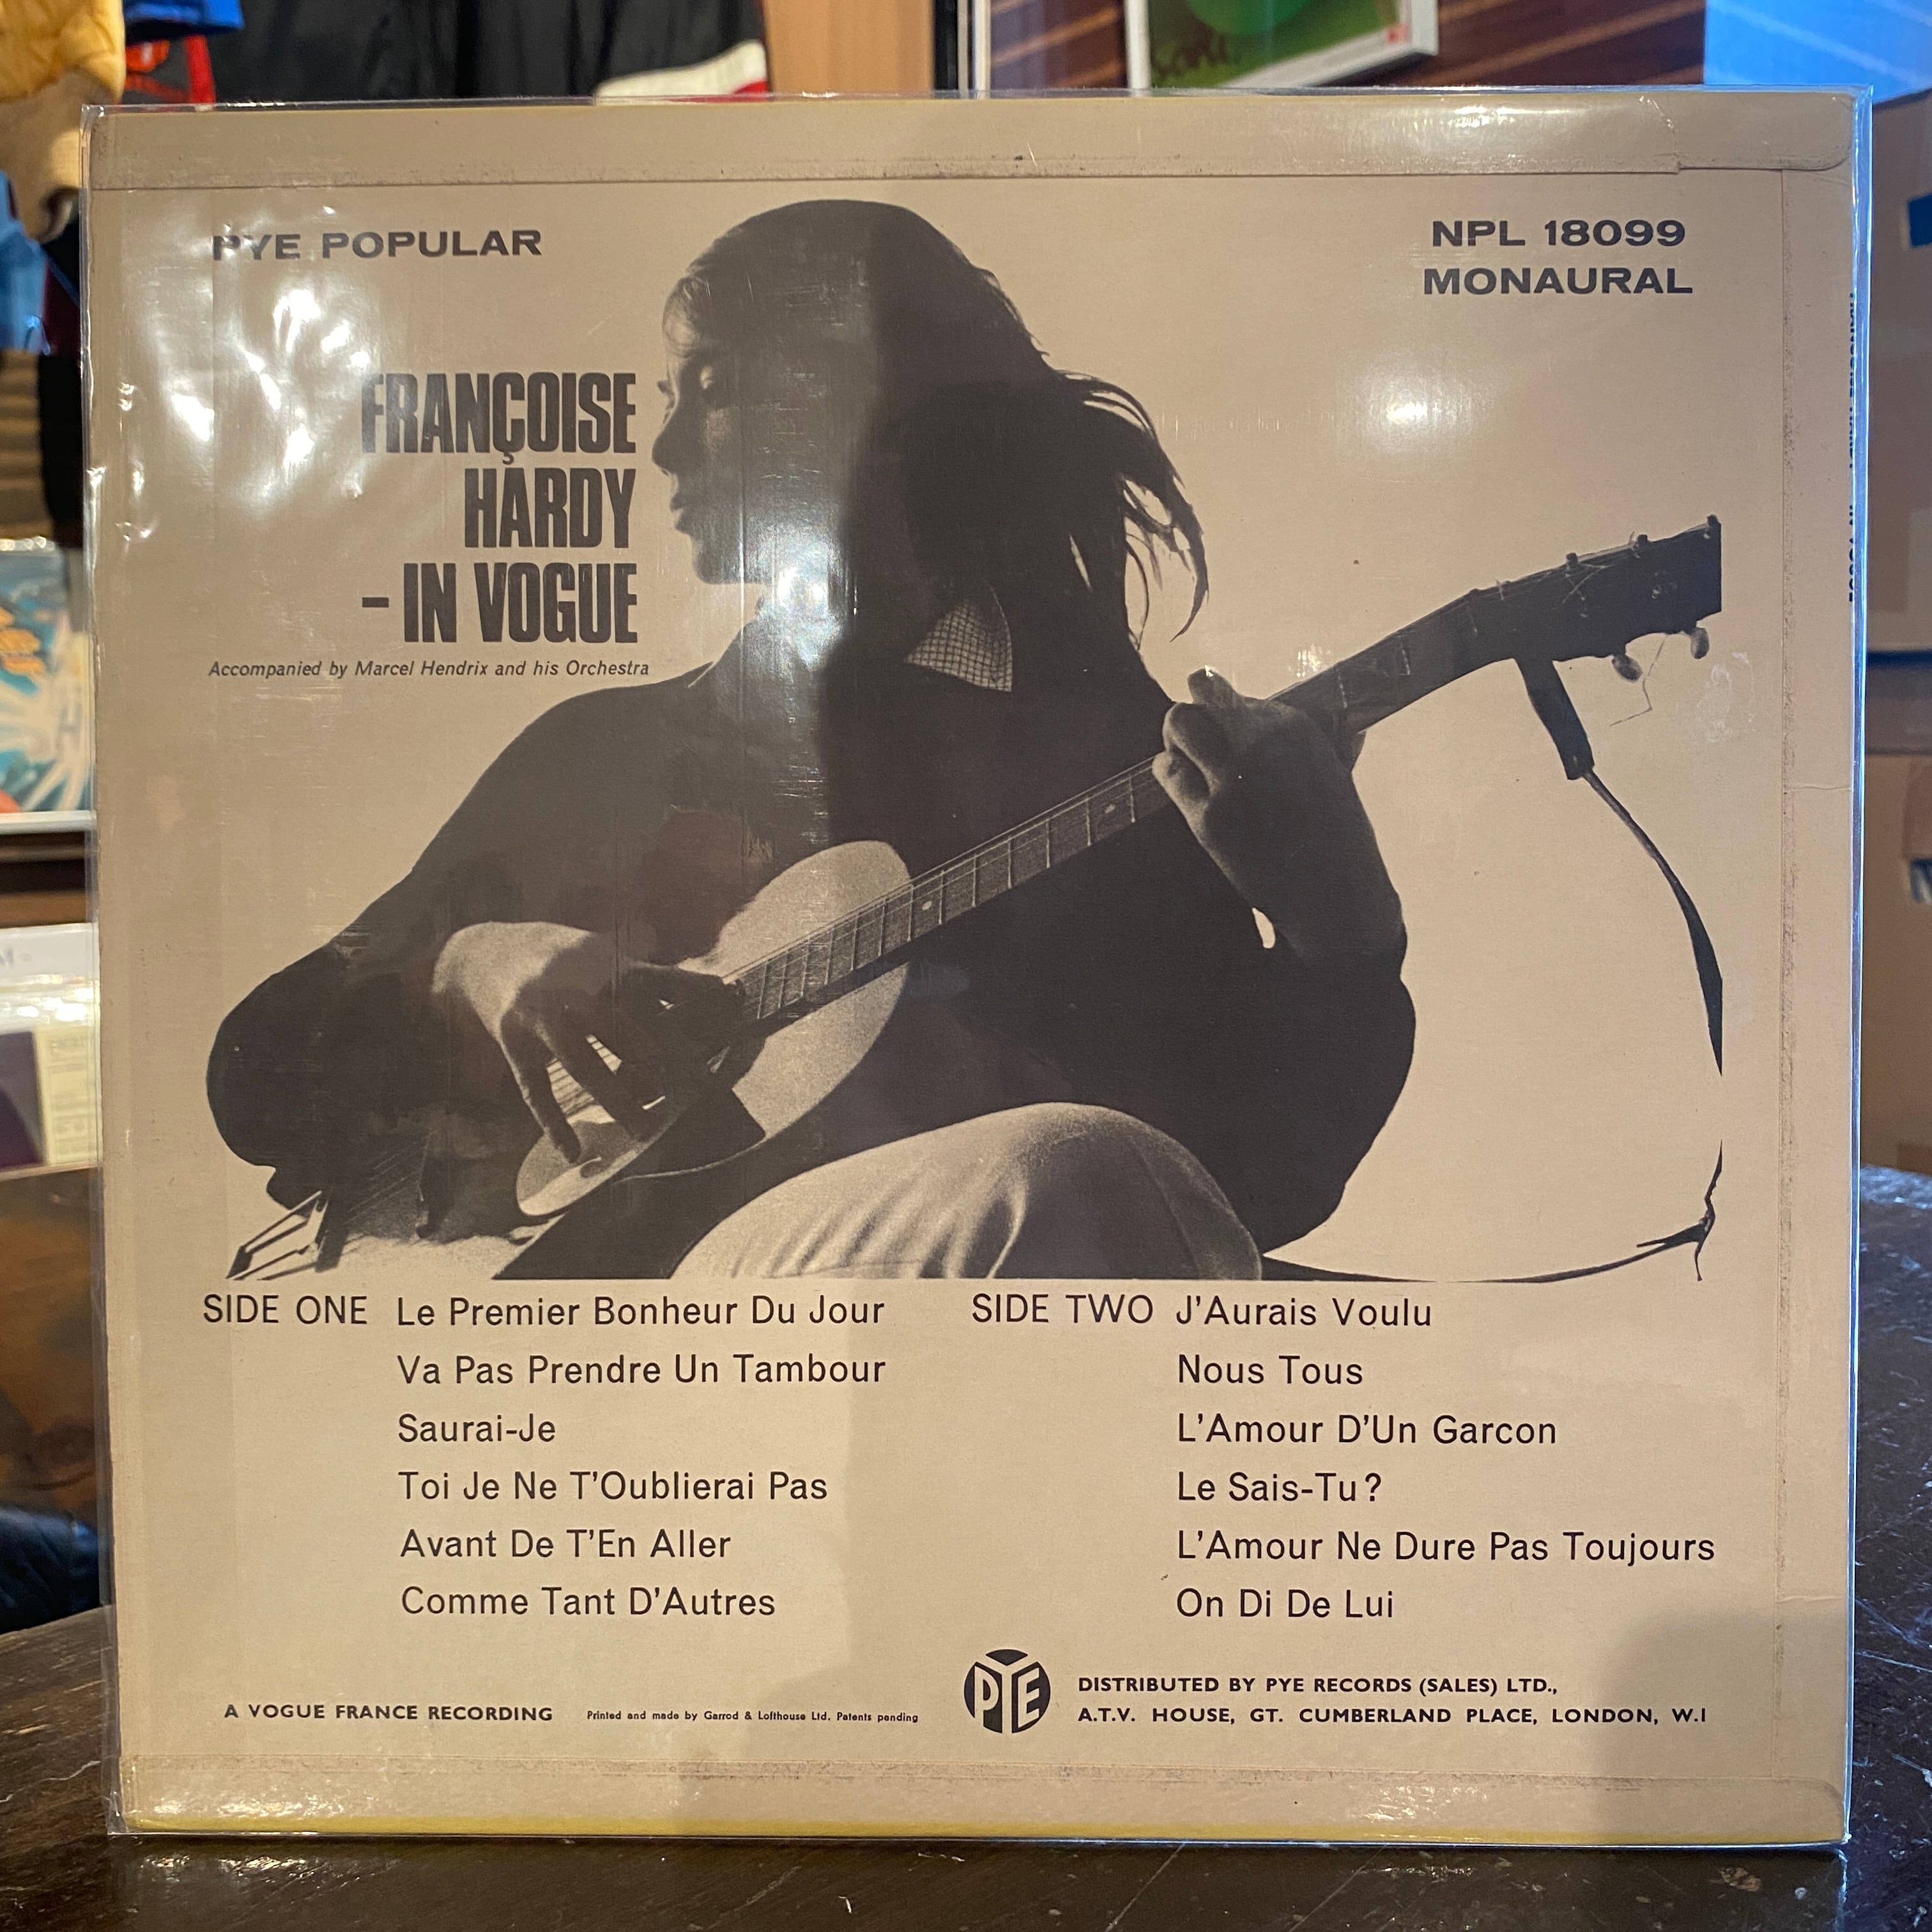 PYE POPULAR
NPL 18099
MONAURAL
FRANÇOISE
HARDY
– IN VOGUE
Accompanied by Marcel Hendrix and his Orchestra
SIDE ONE Le Premier Bonheur Du Jour
Va Pas Prendre Un Tambour
Saurai-Je
Toi Je Ne T'Oublierai Pas
Avant De T'En Aller
Comme Tant D'Autres
SIDE TWO J'Aurais Voulu
Nous Tous
L'Amour D'Un Garcon
Le Sais-Tu?
L'Amour Ne Dure Pas Toujours
On Di De Lui
A VOGUE FRANCE RECORDING
Printed and made by Garrod & Lofthouse Ltd. Patents pending
PYE
DISTRIBUTED BY PYE RECORDS (SALES) LTD.,
A.T.V. HOUSE, GT. CUMBERLAND PLACE, LONDON, W.I